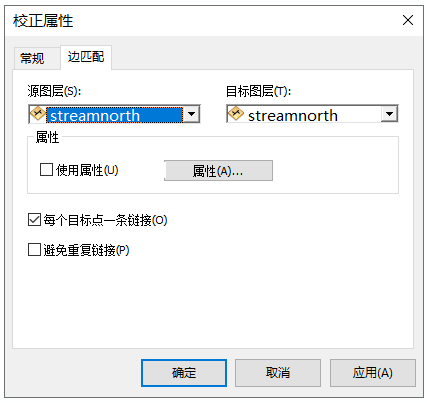 校正属性
常规 边匹配
源图层(S): 目标图层(T):
streamnorth streamnorth
属性
使用属性(U) 属性(A)...
每个目标点一条链接(O)
避免重复链接(P)
确定 取消 应用(A)